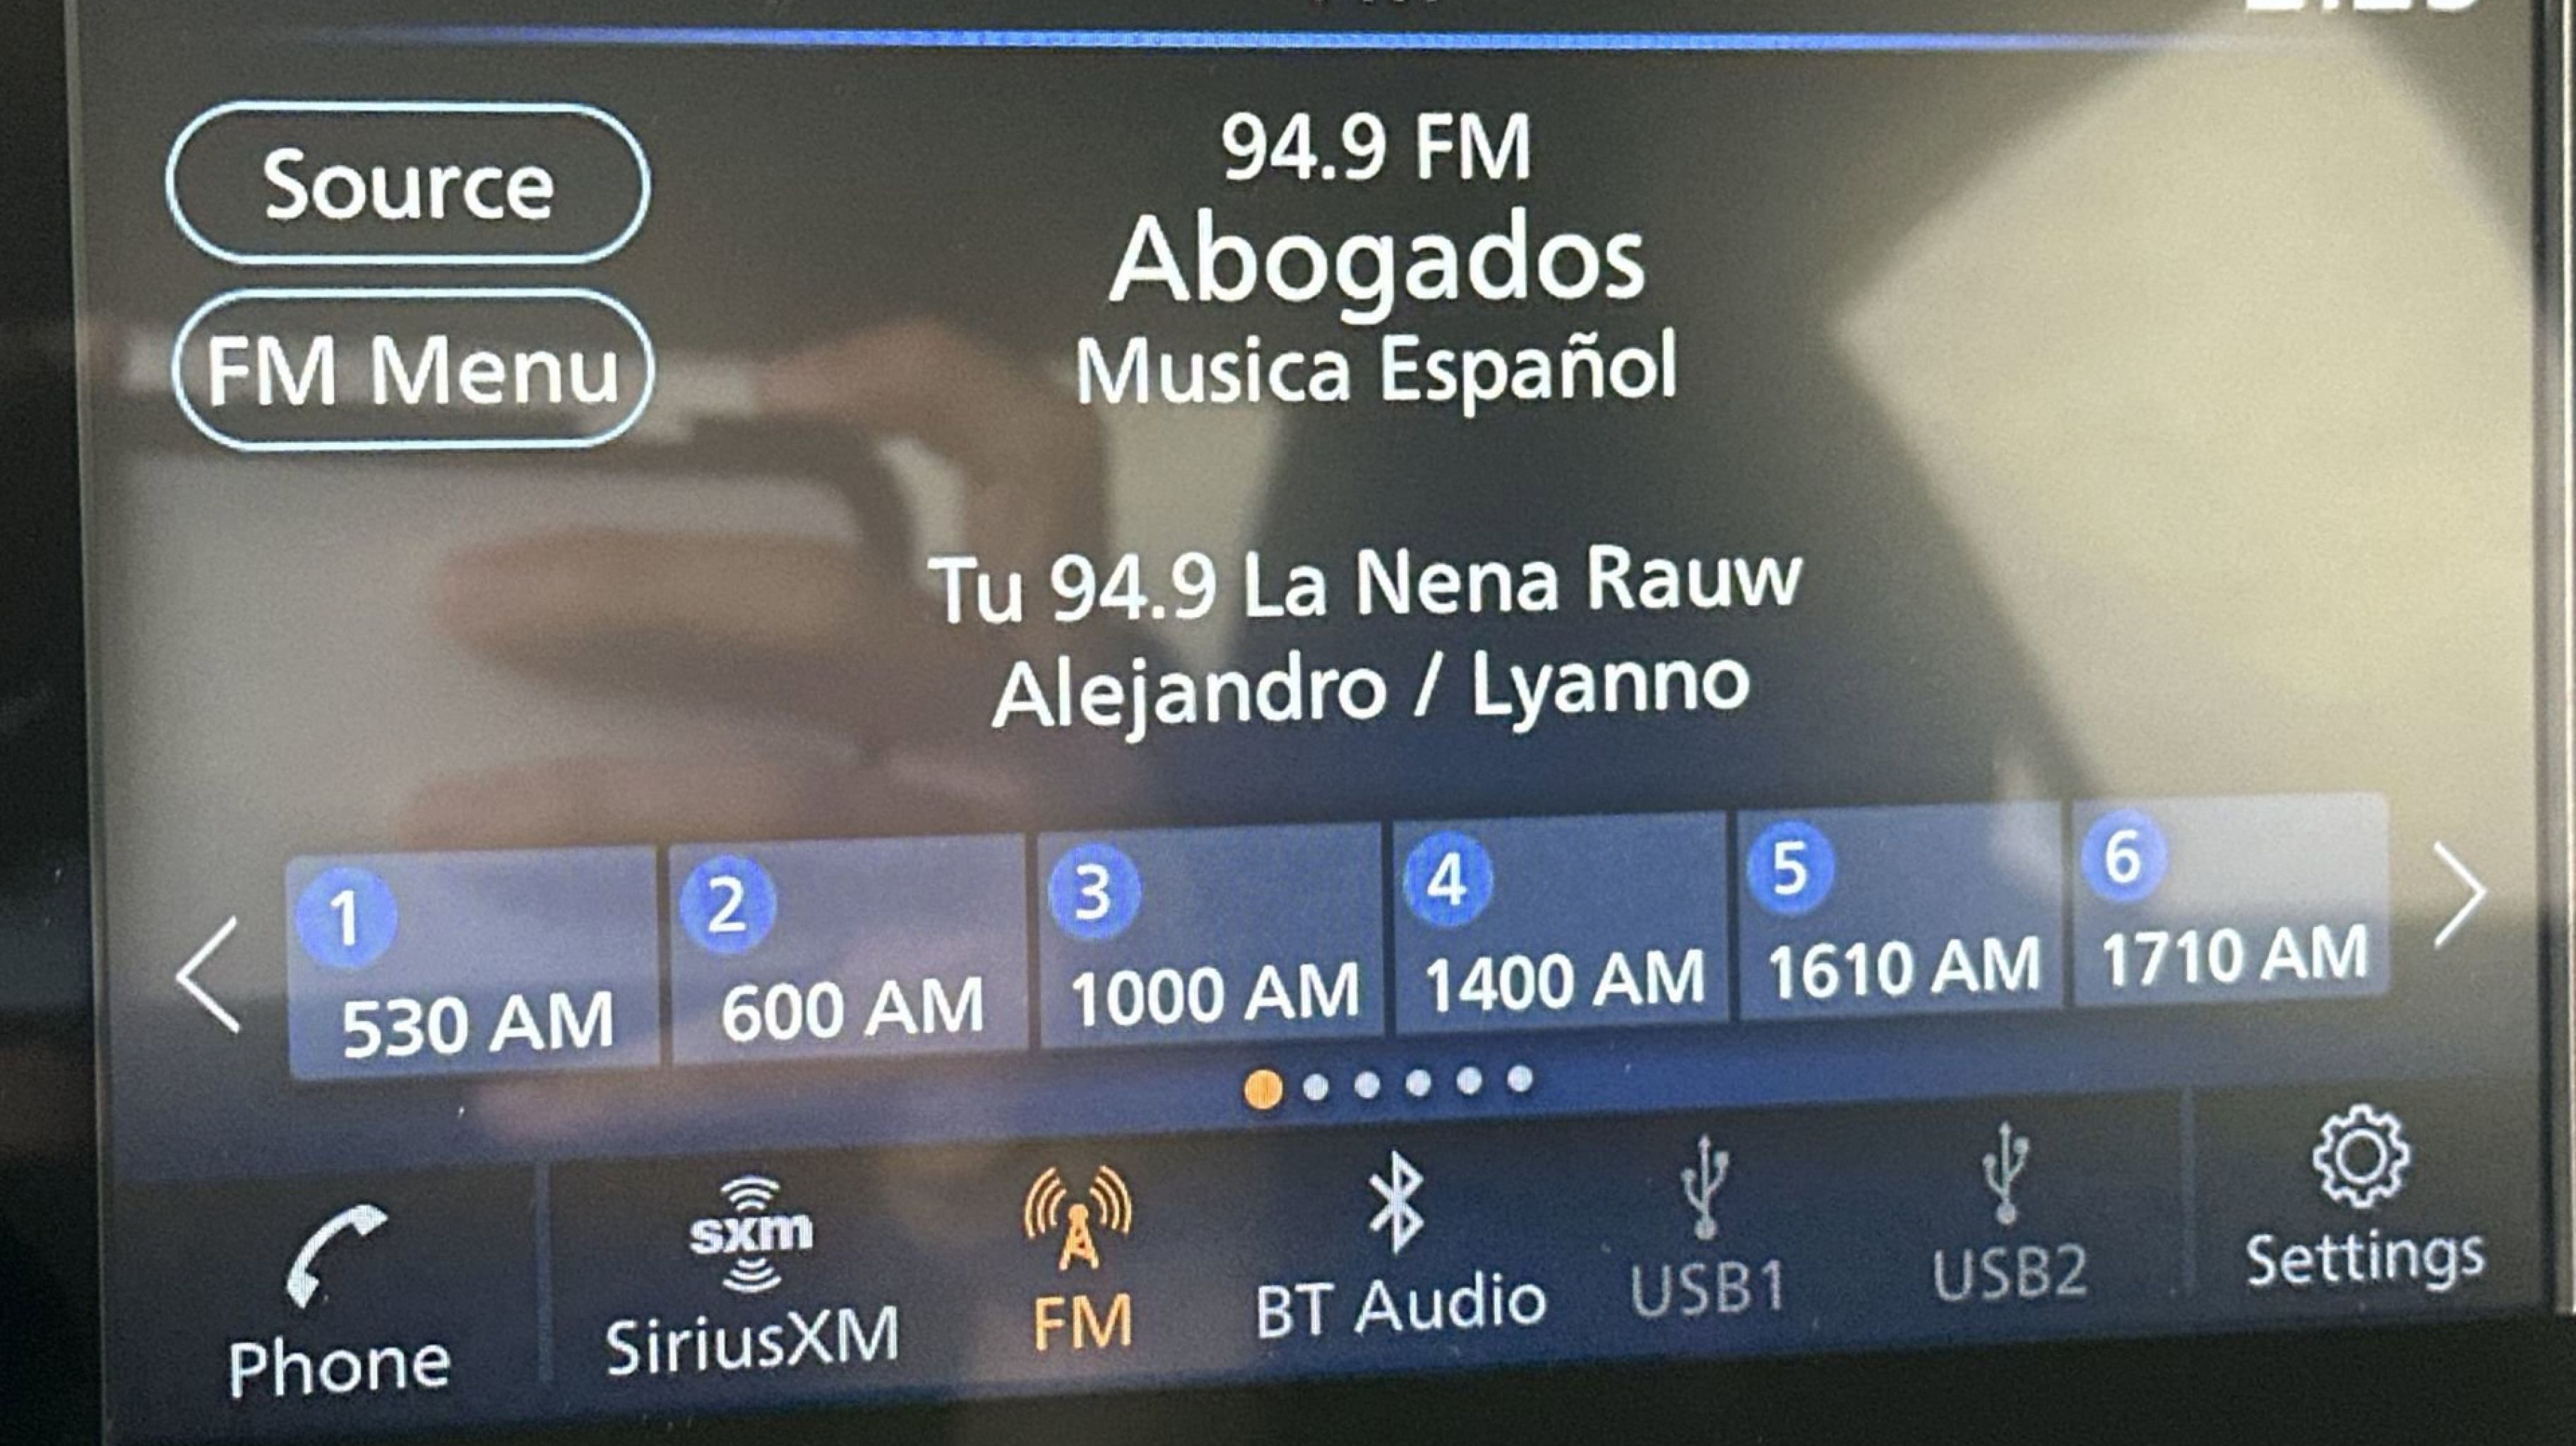 Source
FM Menu
94.9 FM
Abogados
Musica Español
Tu 94.9 La Nena Rauw
Alejandro / Lyanno
1
530 AM
2
600 AM
3
1000 AM
4
1400 AM
5
1610 AM
6
1710 AM
Phone
sxm
SiriusXM
A
FM
BT Audio
USB1
USB2
Settings